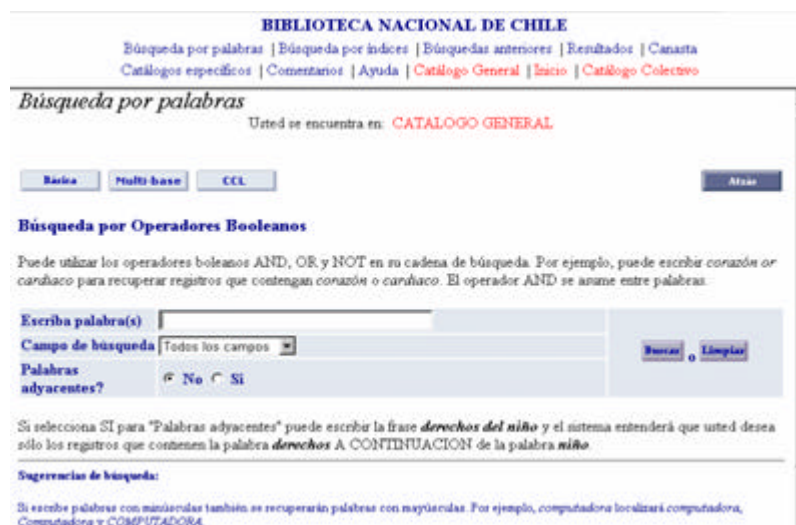 BIBLIOTECA NACIONAL DE CHILE
Búsqueda por palabras | Búsqueda por índices | Búsquedas anteriores | Resultados | Canasta
Catálogos específicos | Comentarios | Ayuda | Catálogo General | Inicio | Catálogo Colectivo
Búsqueda por palabras
Usted se encuentra en: CATALOGO GENERAL
Básica Multi-base CCL Atrás
Búsqueda por Operadores Booleanos
Puede utilizar los operadores boleanos AND, OR y NOT en su cadena de búsqueda. Por ejemplo, puede escribir corazón or
cardiaco para recuperar registros que contengan corazón o cardiaco. El operador AND se asume entre palabras.
Escriba palabra(s)
Campo de búsqueda Todos los campos
Buscar o Limpiar
Palabras
adyacentes? No Si
Si selecciona SI para "Palabras adyacentes" puede escribir la frase derechos del niño y el sistema entenderá que usted desea
sólo los registros que contienen la palabra derechos A CONTINUACION de la palabra niño.
Sugerencias de búsqueda:
Si escribe palabras con minúsculas también se recuperarán palabras con mayúsculas. Por ejemplo, computadora localizará computadora,
Computadora y COMPUTADORA